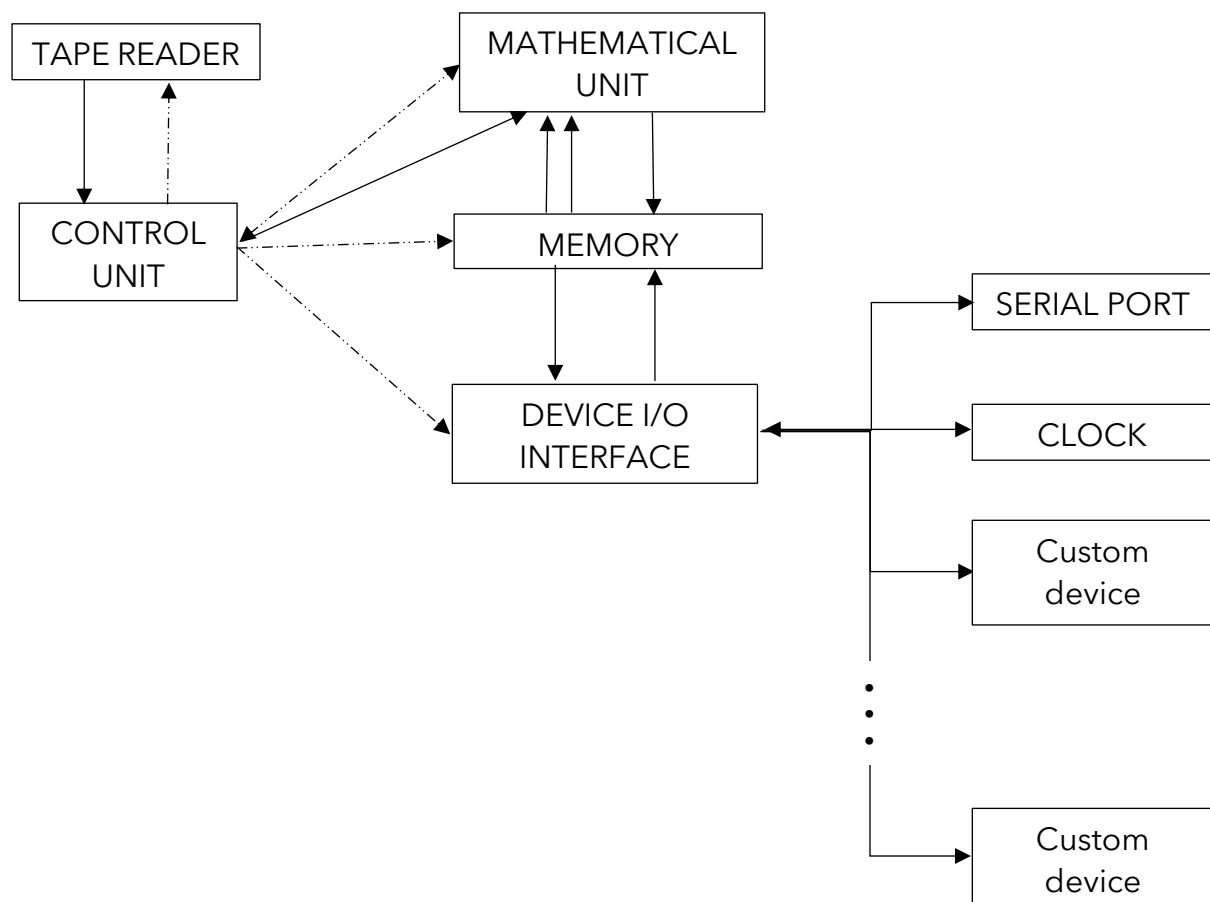 TAPE READER
MATHEMATICAL
UNIT
CONTROL
UNIT
MEMORY
SERIAL PORT
DEVICE I/O
INTERFACE
CLOCK
Custom
device
Custom
device